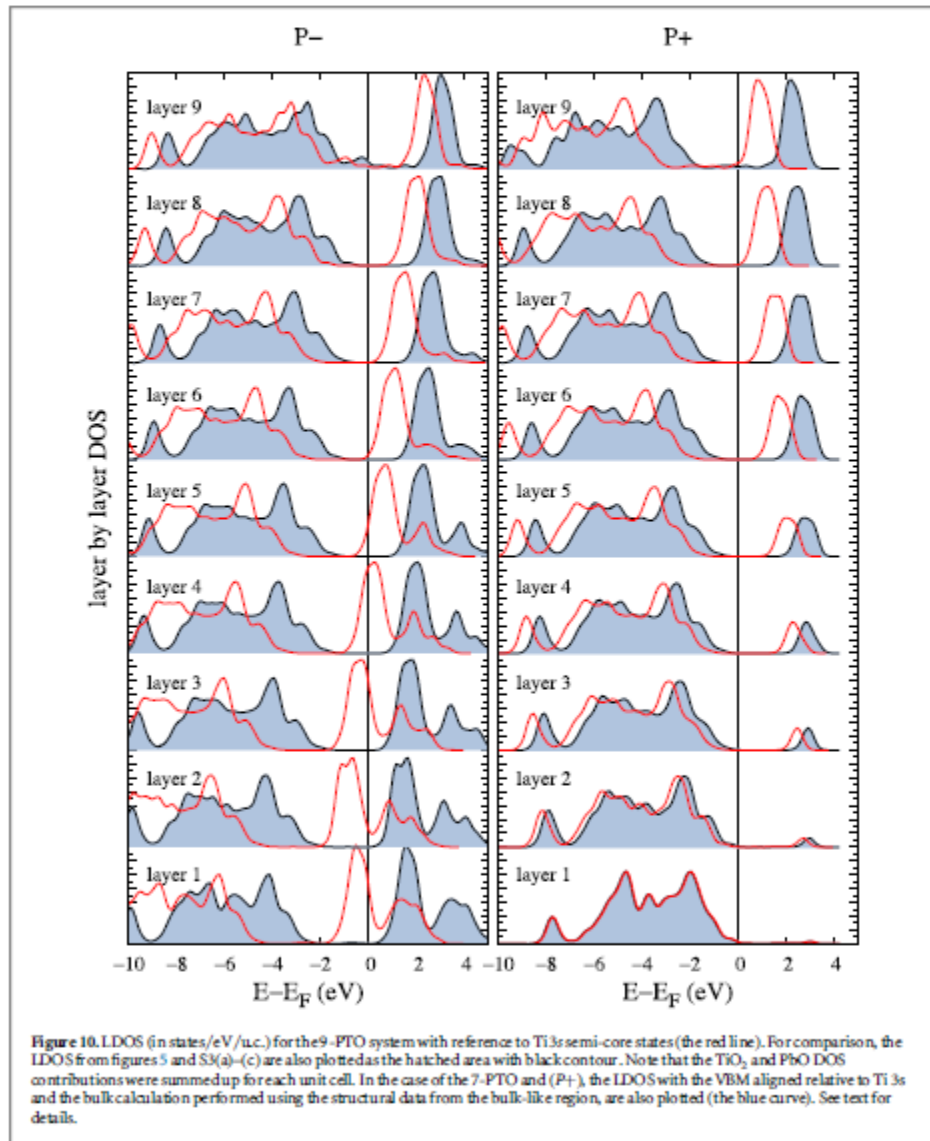 P−
P+
layer by layer DOS
layer 9
layer 8
layer 7
layer 6
layer 5
layer 4
layer 3
layer 2
layer 1
layer 9
layer 8
layer 7
layer 6
layer 5
layer 4
layer 3
layer 2
layer 1
−10 −8 −6 −4 −2 0 2 4 −10 −8 −6 −4 −2 0 2 4
E−EF (eV) E−EF (eV)
Figure 10. LDOS (in states/eV/u.c.) for the 9-PTO system with reference to Ti 3s semi-core states (the red line). For comparison, the
LDOS from figures 5 and S3(a)–(c) are also plotted as the hatched area with black contour. Note that the TiO2 and PbO DOS
contributions were summed up for each unit cell. In the case of the 7-PTO and (P+), the LDOS with the VBM aligned relative to Ti 3s
and the bulk calculation performed using the structural data from the bulk-like region, are also plotted (the blue curve). See text for
details.